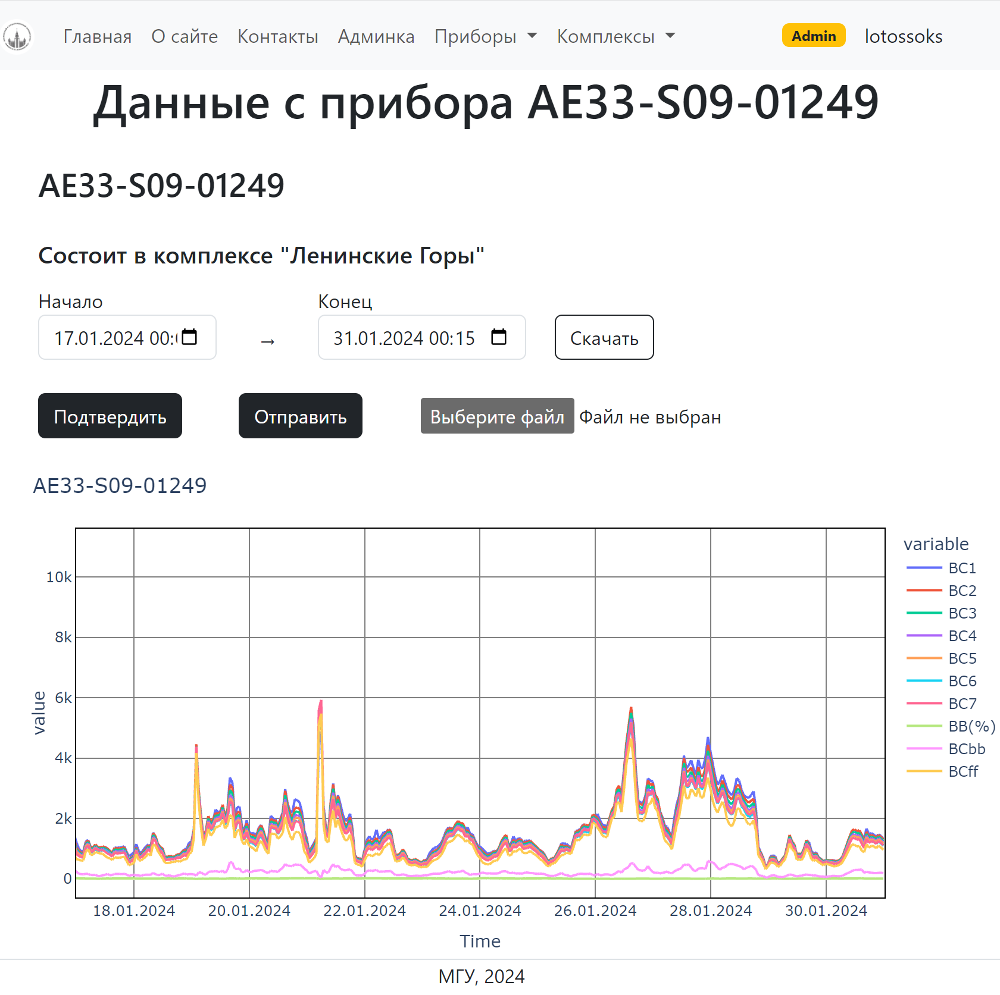 Главная О сайте Контакты Админка Приборы Комплексы Admin lotossoks
Данные с прибора AE33-S09-01249
AE33-S09-01249
Состоит в комплексе "Ленинские Горы"
Начало Конец
17.01.2024 00: → 31.01.2024 00:15 Скачать
Подтвердить Отправить Выберите файл Файл не выбран
AE33-S09-01249
variable
BC1
BC2
BC3
BC4
BC5
BC6
BC7
BB(%)
BCbb
BCff
value
10k
8k
6k
4k
2k
0
18.01.2024 20.01.2024 22.01.2024 24.01.2024 26.01.2024 28.01.2024 30.01.2024
Time
МГУ, 2024